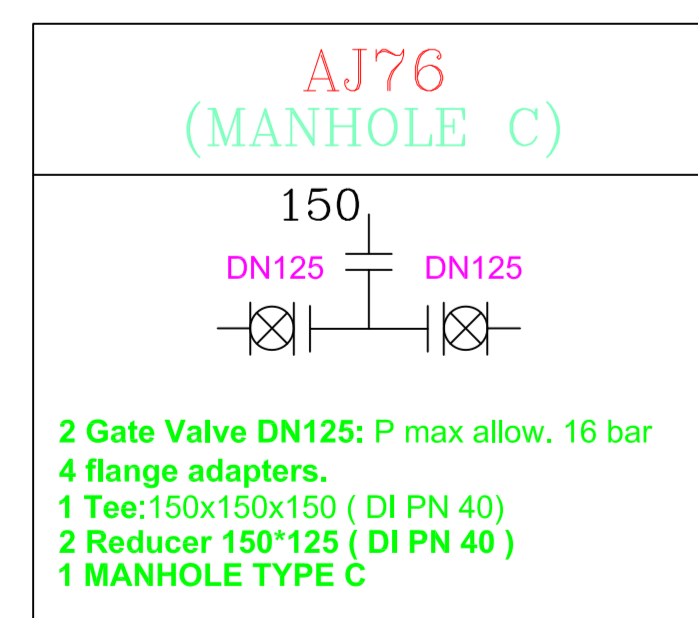 AJ76
(MANHOLE C)
150
DN125 DN125
2 Gate Valve DN125: P max allow. 16 bar
4 flange adapters.
1 Tee:150x150x150 ( DI PN 40)
2 Reducer 150*125 ( DI PN 40 )
1 MANHOLE TYPE C